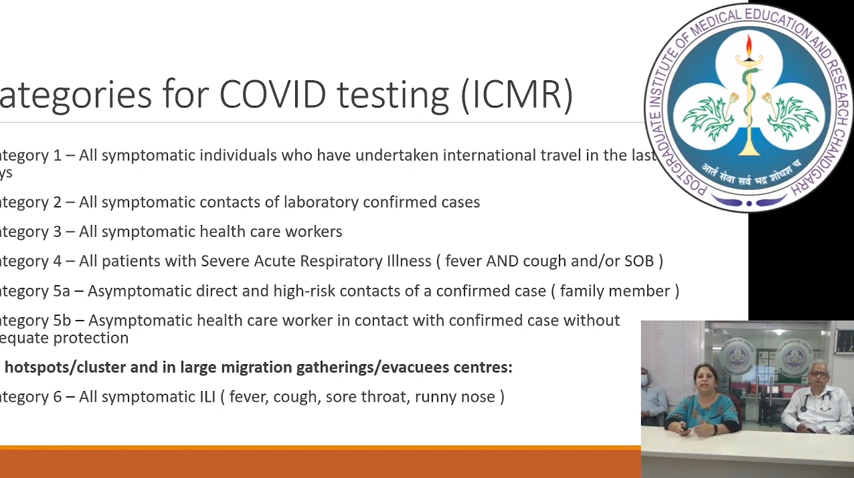 ategories for COVID testing (ICMR)
ategory 1 – All symptomatic individuals who have undertaken international travel in the last
ys
ategory 2 – All symptomatic contacts of laboratory confirmed cases
ategory 3 – All symptomatic health care workers
ategory 4 – All patients with Severe Acute Respiratory Illness ( fever AND cough and/or SOB )
ategory 5a – Asymptomatic direct and high-risk contacts of a confirmed case ( family member )
ategory 5b – Asymptomatic health care worker in contact with confirmed case without
equate protection
hotspots/cluster and in large migration gatherings/evacuees centres:
ategory 6 – All symptomatic ILI ( fever, cough, sore throat, runny nose )
POSTGRADUATE INSTITUTE OF MEDICAL EDUCATION AND RESEARCH CHANDIGARH
आर्त सेवा सर्व भद्र शोधश च